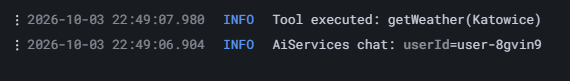 2026-10-03 22:49:07.980 INFO Tool executed: getWeather(Katowice)
2026-10-03 22:49:06.904 INFO AiServices chat: userId=user-8gvin9